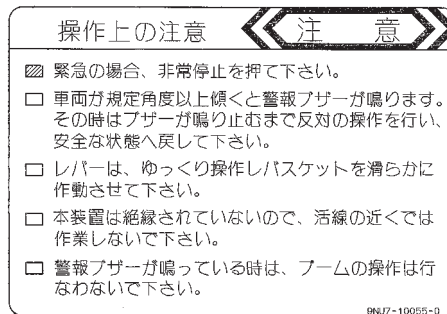 操作上の注意
注 意
緊急の場合、非常停止を押て下さい。
車両が規定角度以上傾くと警報ブザーが鳴ります。
その時はブザーが鳴り止むまで反対の操作を行い、
安全な状態へ戻して下さい。
レバーは、ゆっくり操作しバスケットを滑らかに
作動させて下さい。
本装置は絶縁されていないので、活線の近くでは
作業しないで下さい。
警報ブザーが鳴っている時は、ブームの操作は行
なわないで下さい。
9NU7-10055-0